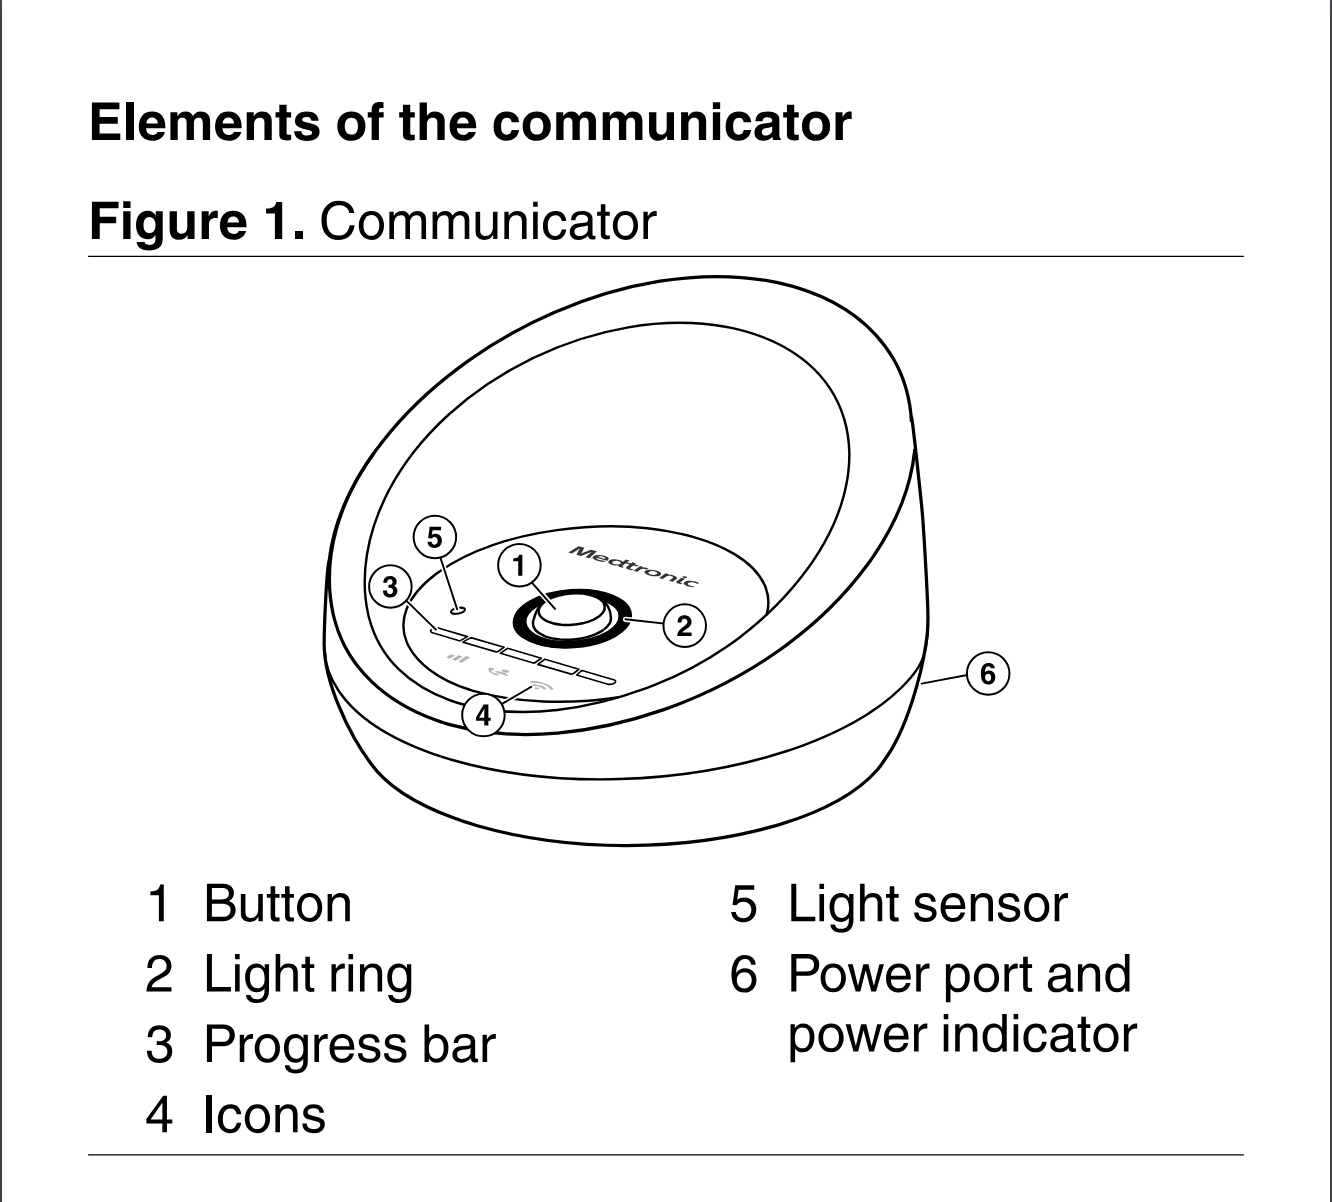 Elements of the communicator
Figure 1. Communicator
Medtronic
5
1
3
2
6
4
1 Button
2 Light ring
3 Progress bar
4 Icons
5 Light sensor
6 Power port and
power indicator